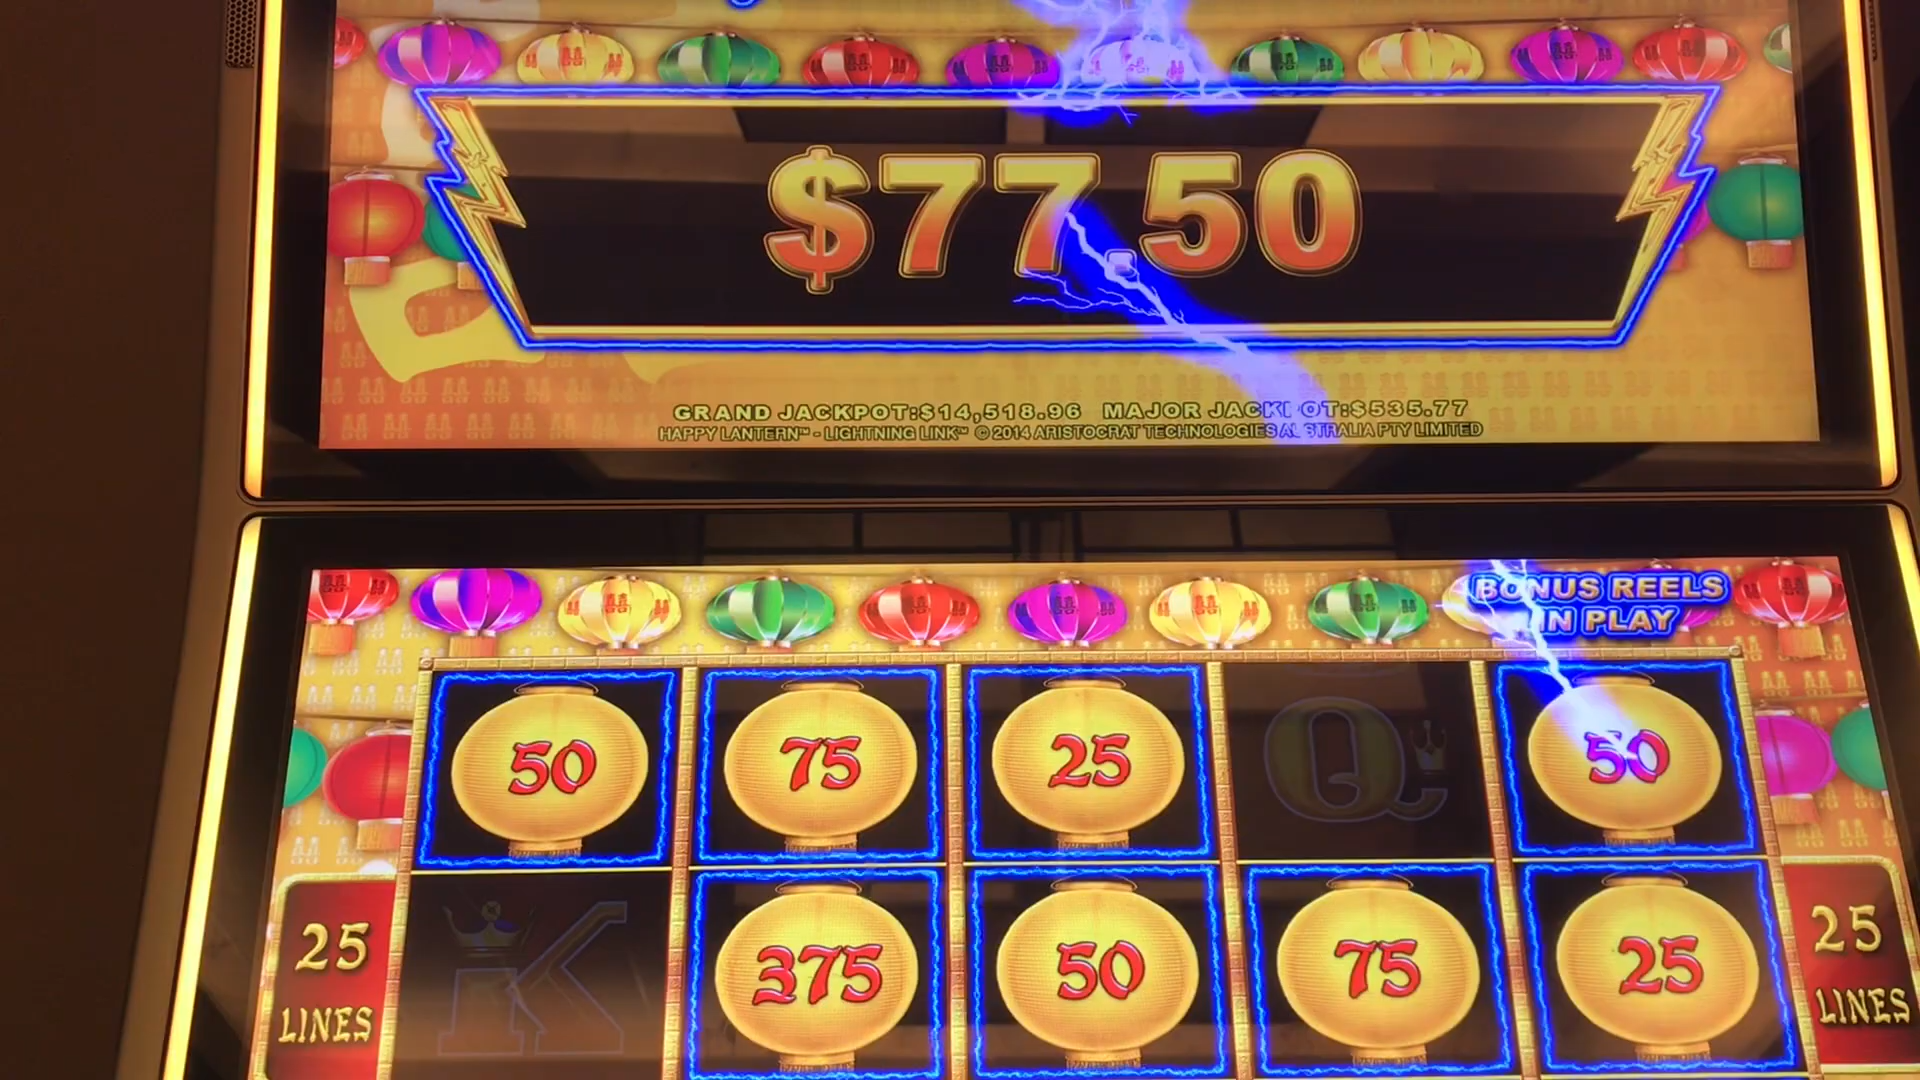 $77.50
GRAND JACKPOT:$14,518.96 MAJOR JACKPOT:$535.77
HAPPY LANTERN™ - LIGHTNING LINK™ © 2014 ARISTOCRAT TECHNOLOGIES AUSTRALIA PTY LIMITED
BONUS REELS
IN PLAY
50 75 25 Q 50
K 375 50 75 25
25
LINES
25
LINES